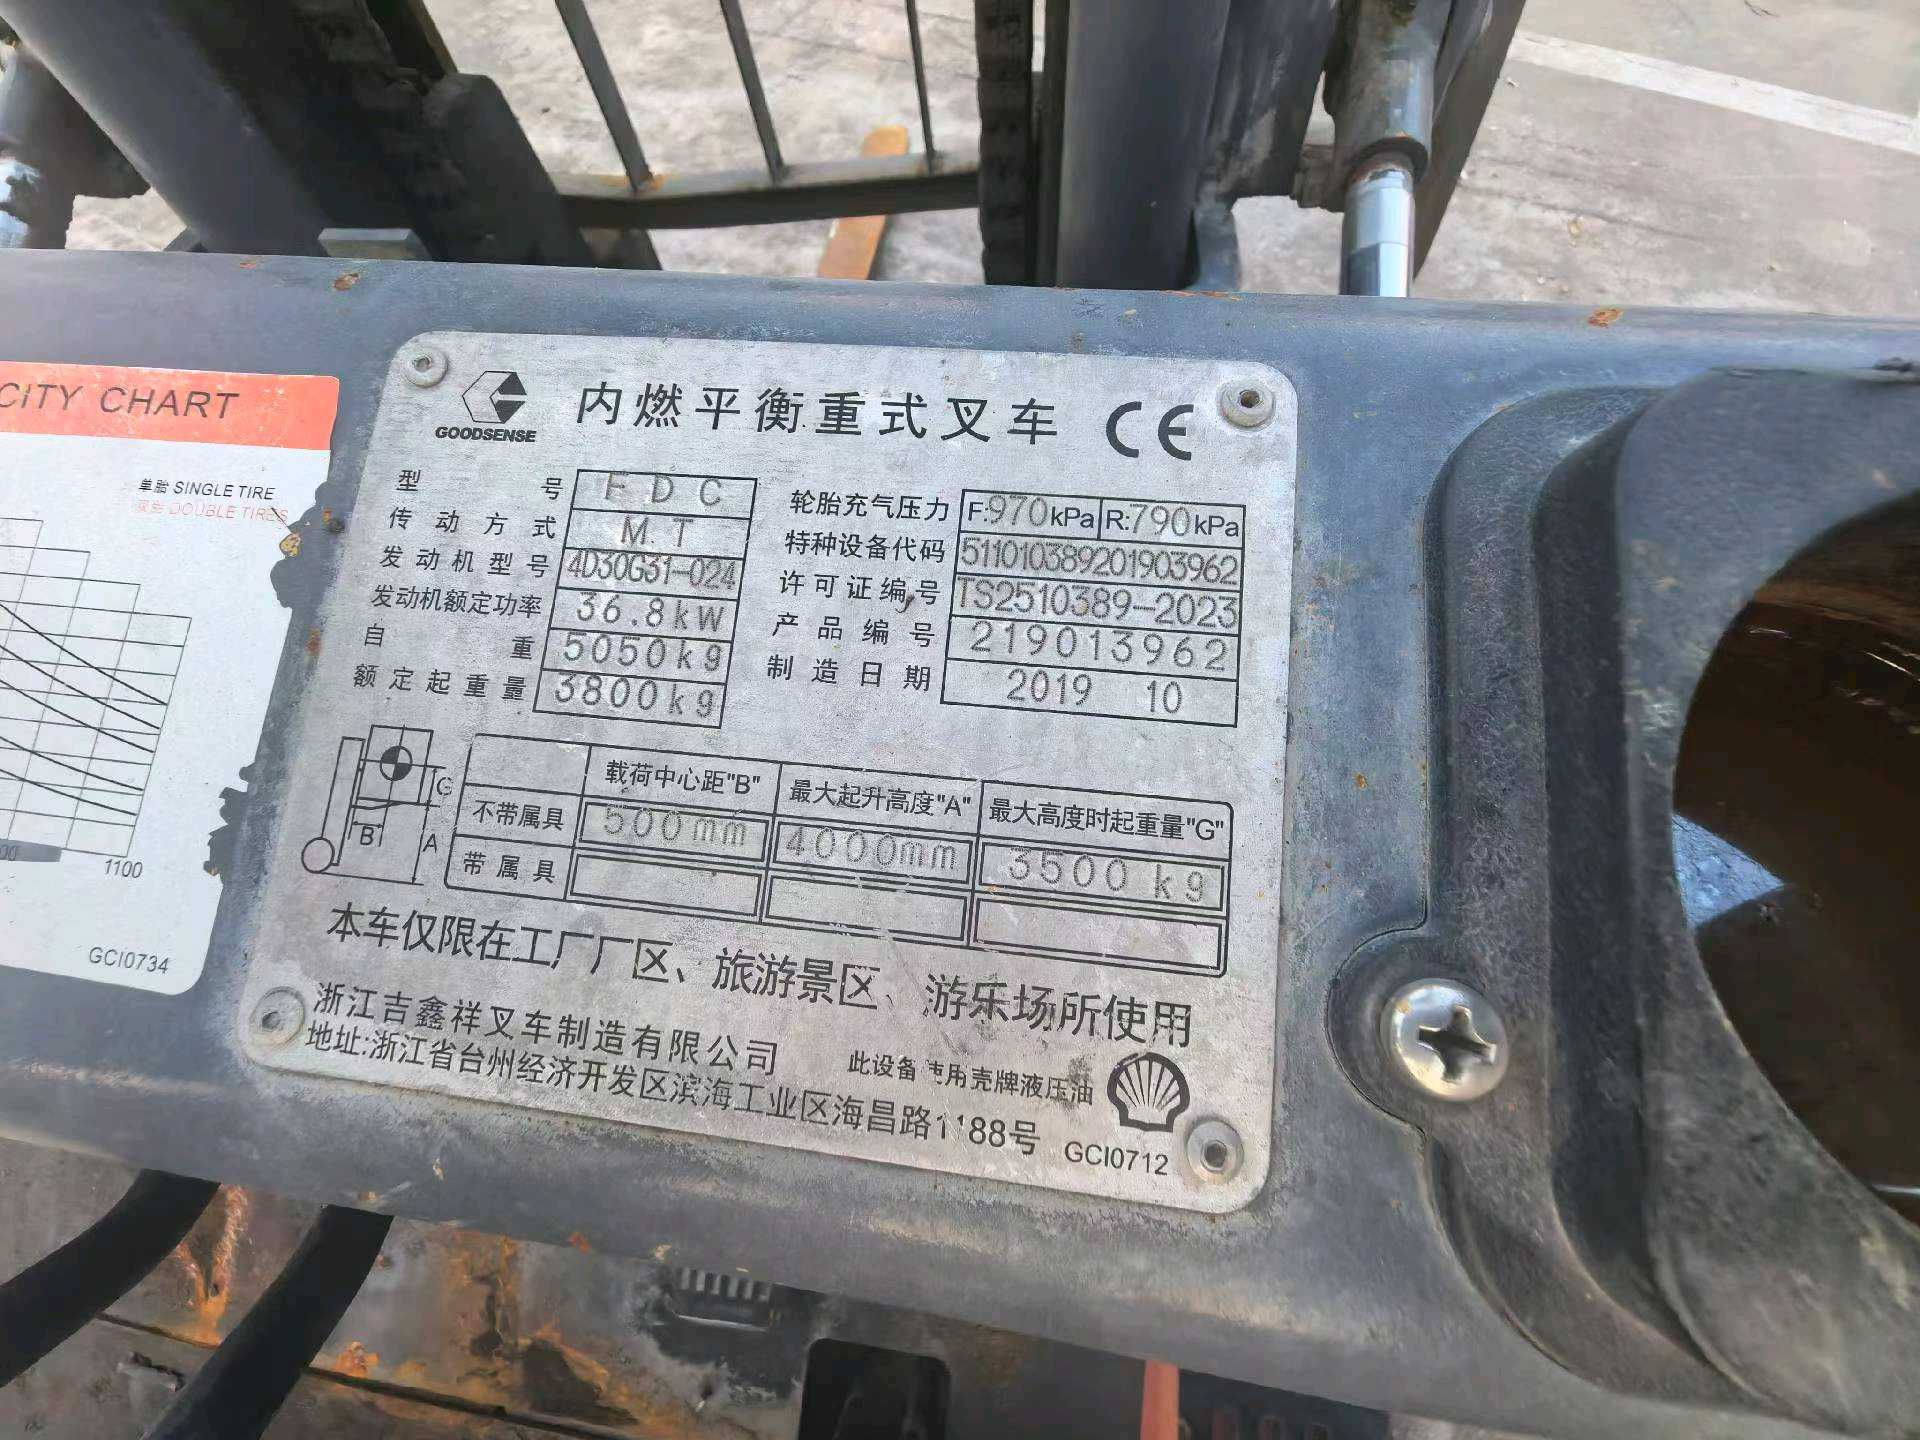 CITY CHART
单胎 SINGLE TIRE
双胎 DOUBLE TIRES
1100
GCI0734
GOODSENSE
内燃平衡重式叉车 CE
型号 FDC
传动方式 M.T
发动机型号 4D30G31-024
发动机额定功率 36.8kW
自重 5050kg
额定起重量 3800kg
轮胎充气压力 F:970kPa R:790kPa
特种设备代码 511010389201903962
许可证编号 TS2510389-2023
产品编号 219013962
制造日期 2019 10
G
B A
载荷中心距"B" 最大起升高度"A" 最大高度时起重量"G"
不带属具 500mm 4000mm 3500kg
带属具
本车仅限在工厂厂区、旅游景区、游乐场所使用
浙江吉鑫祥叉车制造有限公司
此设备使用壳牌液压油
地址:浙江省台州经济开发区滨海工业区海昌路1188号
GCI0712